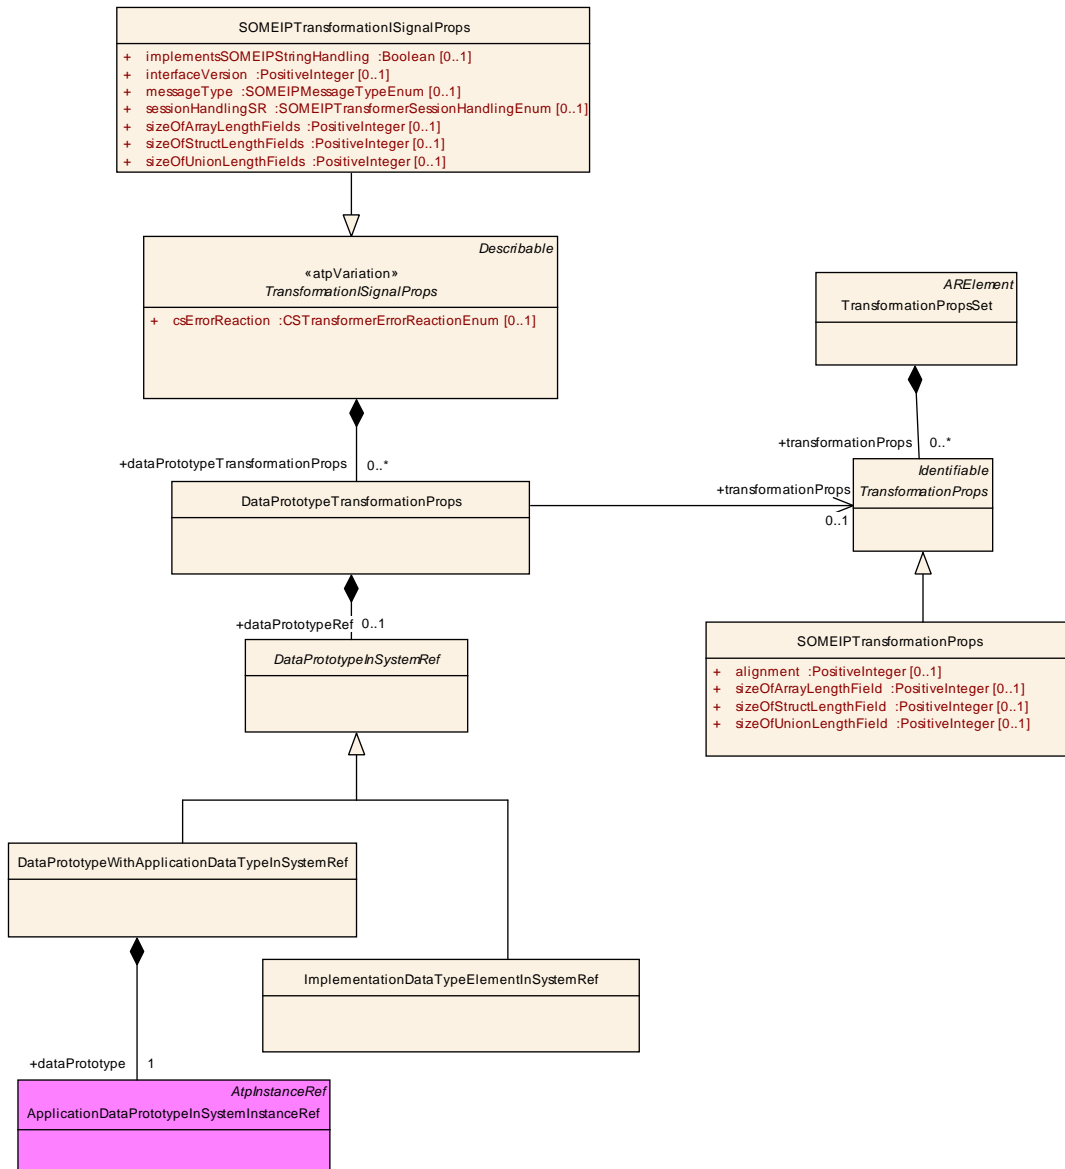 SOMEIPTransformationISignalProps
+ implementsSOMEIPStringHandling :Boolean [0..1]
+ interfaceVersion :PositiveInteger [0..1]
+ messageType :SOMEIPMessageTypeEnum [0..1]
+ sessionHandlingSR :SOMEIPTransformerSessionHandlingEnum [0..1]
+ sizeOfArrayLengthFields :PositiveInteger [0..1]
+ sizeOfStructLengthFields :PositiveInteger [0..1]
+ sizeOfUnionLengthFields :PositiveInteger [0..1]
Describable
«atpVariation»
TransformationISignalProps
+ csErrorReaction :CSTransformerErrorReactionEnum [0..1]
ARElement
TransformationPropsSet
+transformationProps 0..*
+dataPrototypeTransformationProps 0..*
Identifiable
TransformationProps
DataPrototypeTransformationProps
+transformationProps
0..1
+dataPrototypeRef 0..1
DataPrototypeInSystemRef
SOMEIPTransformationProps
+ alignment :PositiveInteger [0..1]
+ sizeOfArrayLengthField :PositiveInteger [0..1]
+ sizeOfStructLengthField :PositiveInteger [0..1]
+ sizeOfUnionLengthField :PositiveInteger [0..1]
DataPrototypeWithApplicationDataTypeInSystemRef
ImplementationDataTypeElementInSystemRef
+dataPrototype 1
AtpInstanceRef
ApplicationDataPrototypeInSystemInstanceRef